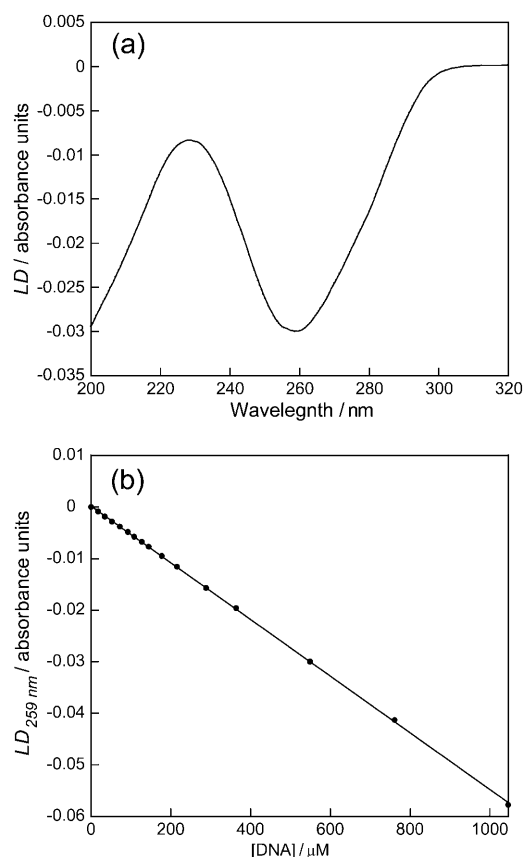 (a)
LD / absorbance units
0.005
0
-0.005
-0.01
-0.015
-0.02
-0.025
-0.03
-0.035
200 220 240 260 280 300 320
Wavelegnth / nm
(b)
LD259 nm / absorbance units
0.01
0
-0.01
-0.02
-0.03
-0.04
-0.05
-0.06
0 200 400 600 800 1000
[DNA] / μM